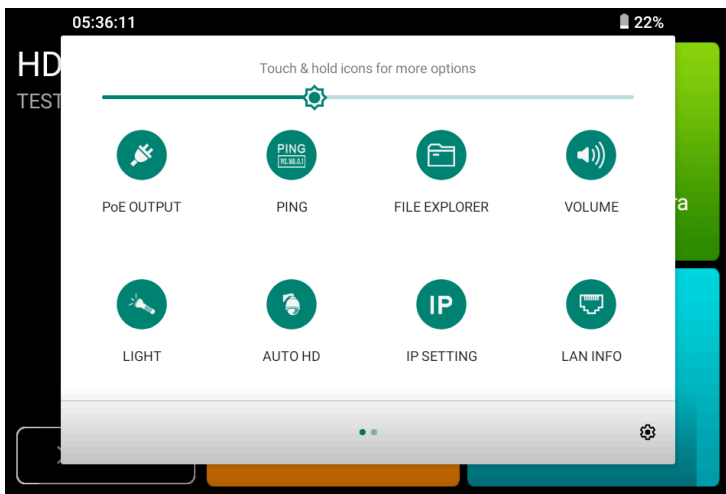 05:36:11 22%
HD
TEST
Touch & hold icons for more options
PING
192.168.0.1
PoE OUTPUT PING FILE EXPLORER VOLUME
ra
IP
LIGHT AUTO HD IP SETTING LAN INFO